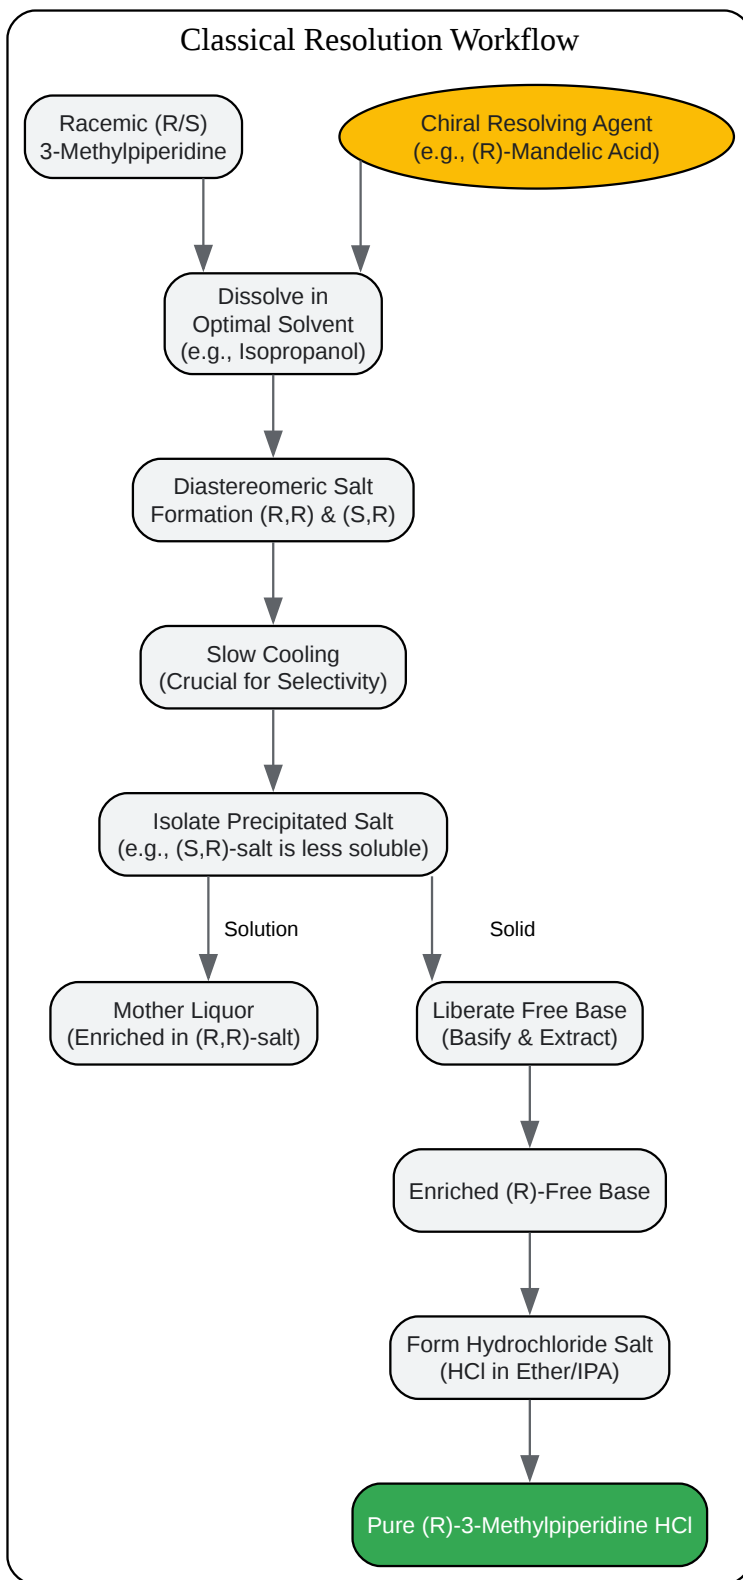 Classical Resolution Workflow
Racemic (R/S)
3-Methylpiperidine
Chiral Resolving Agent
(e.g., (R)-Mandelic Acid)
Dissolve in
Optimal Solvent
(e.g., Isopropanol)
Diastereomeric Salt
Formation (R,R) & (S,R)
Slow Cooling
(Crucial for Selectivity)
Isolate Precipitated Salt
(e.g., (S,R)-salt is less soluble)
Solution
Solid
Mother Liquor
(Enriched in (R,R)-salt)
Liberate Free Base
(Basify & Extract)
Enriched (R)-Free Base
Form Hydrochloride Salt
(HCl in Ether/IPA)
Pure (R)-3-Methylpiperidine HCl